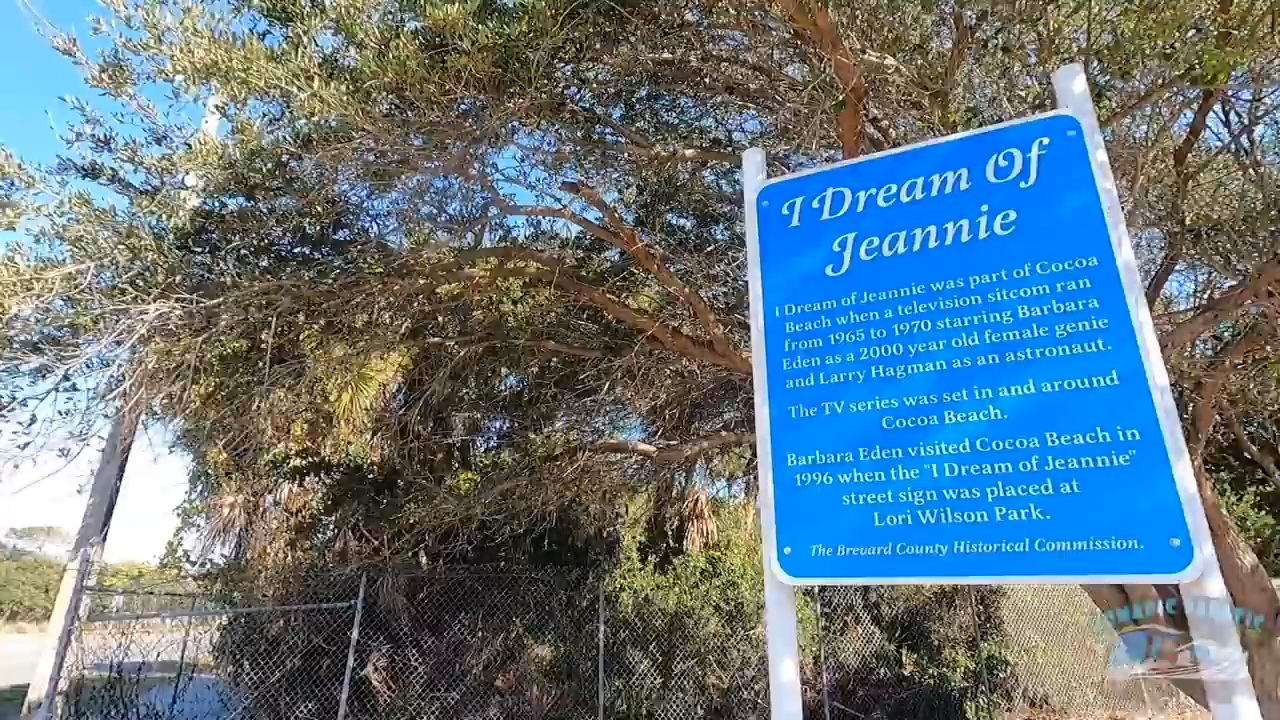 I Dream Of
Jeannie
I Dream of Jeannie was part of Cocoa
Beach when a television sitcom ran
from 1965 to 1970 starring Barbara
Eden as a 2000 year old female genie
and Larry Hagman as an astronaut.
The TV series was set in and around
Cocoa Beach.
Barbara Eden visited Cocoa Beach in
1996 when the "I Dream of Jeannie"
street sign was placed at
Lori Wilson Park.
The Brevard County Historical Commission.